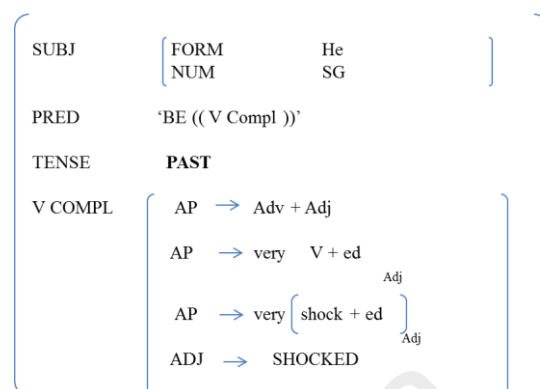 SUBJ FORM He
NUM SG
PRED ‘BE (( V Compl ))’
TENSE PAST
V COMPL AP → Adv + Adj
AP → very V + ed
Adj
AP → very shock + ed
Adj
ADJ → SHOCKED